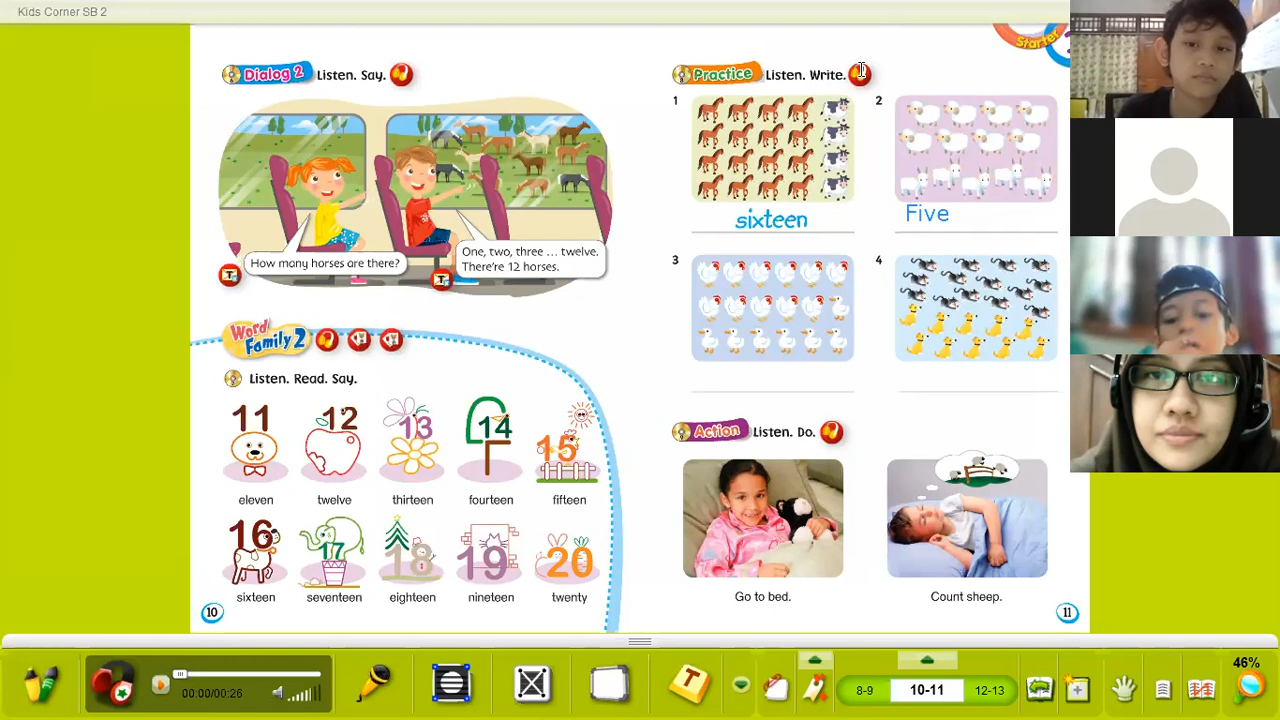 Kids Corner SB 2
Starter
Dialog 2 Listen. Say.
How many horses are there?
One, two, three ... twelve.
There're 12 horses.
T
T
Word
Family 2
Listen. Read. Say.
11 12 13 14 15
eleven twelve thirteen fourteen fifteen
16 17 18 19 20
sixteen seventeen eighteen nineteen twenty
10
Practice Listen. Write.
1 2
sixteen Five
3 4
Action Listen. Do.
Go to bed. Count sheep.
11
00:00/00:26
T
8-9 10-11 12-13
46%